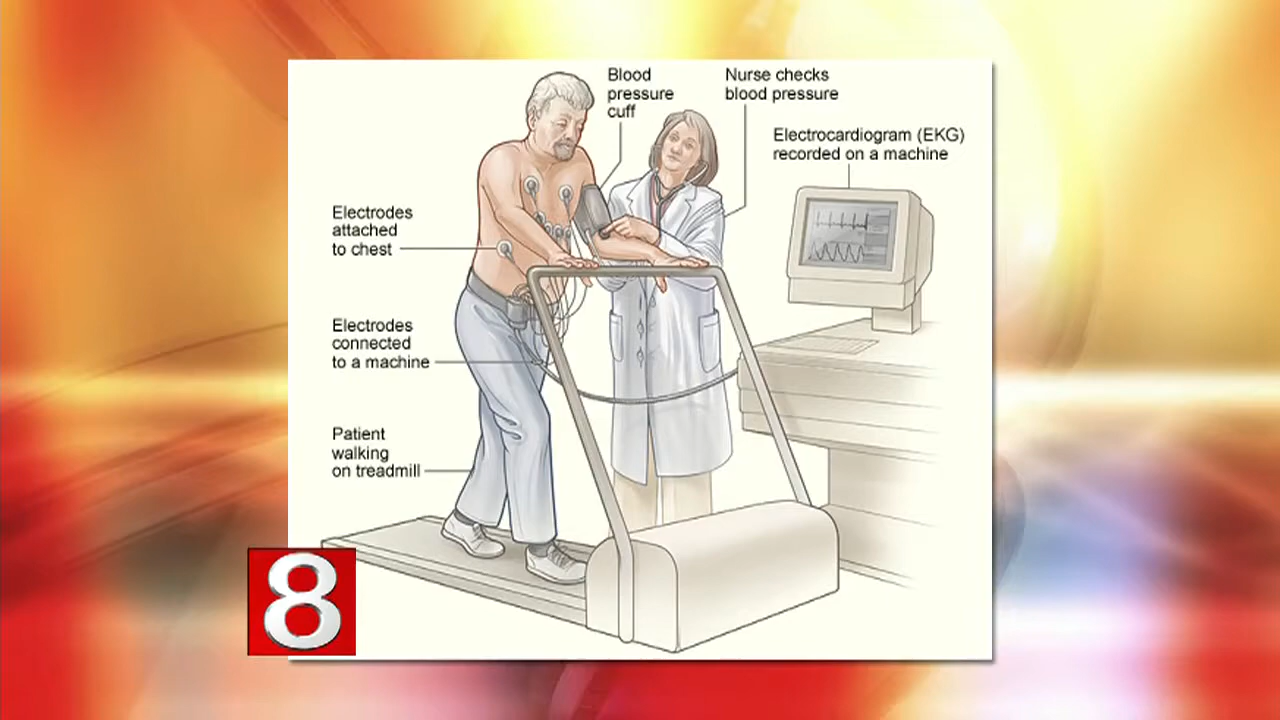 Blood
pressure
cuff
Nurse checks
blood pressure
Electrocardiogram (EKG)
recorded on a machine
Electrodes
attached
to chest
Electrodes
connected
to a machine
Patient
walking
on treadmill
8